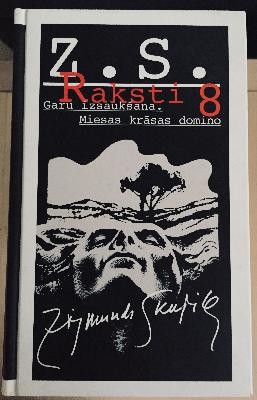 Z.S.
Raksti 8
Garu izsaukšana.
Miesas krāsas domino
Zigmunds Skujiņš